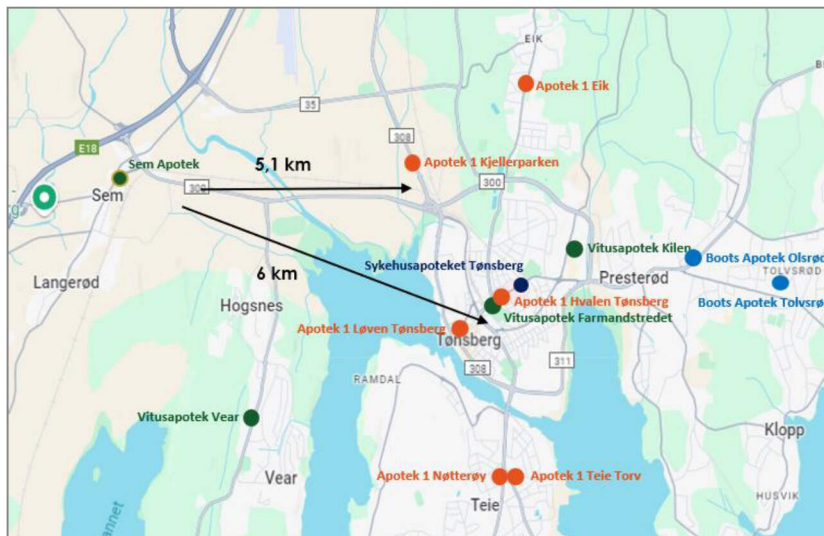 EIK
Apotek 1 Eik
35
308
E18
Sem Apotek
5,1 km
Apotek 1 Kjellerparken
Sem
300
300
Vitusapotek Kilen
Sykehusapoteket Tønsberg
Boots Apotek Olsrød
Langerød
6 km
Presterød
TOLVSRØD
Hogsnes
Apotek 1 Hvalen Tønsberg
Boots Apotek Tolvsrø
Vitusapotek Farmandstredet
Apotek 1 Løven Tønsberg
Tønsberg
311
308
RAMDAL
Vitusapotek Vear
Klopp
Vear
Apotek 1 Nøtterøy
Apotek 1 Teie Torv
HUSVIK
Teie